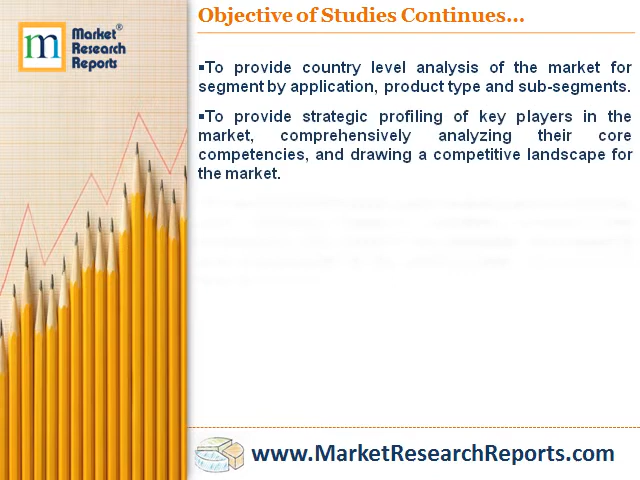 Objective of Studies Continues...
m
Market®
Research
Reports
▪To provide country level analysis of the market for
segment by application, product type and sub-segments.
▪To provide strategic profiling of key players in the
market, comprehensively analyzing their core
competencies, and drawing a competitive landscape for
the market.
www.MarketResearchReports.com